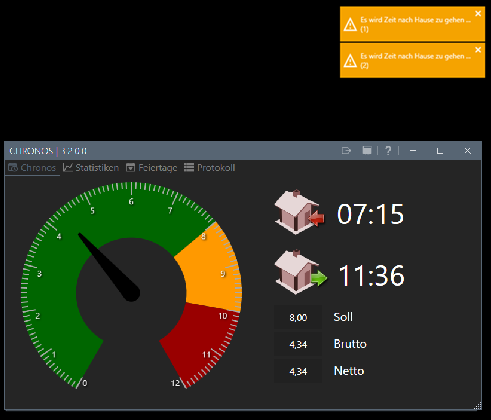 Es wird Zeit nach Hause zu gehen ...
(1)
Es wird Zeit nach Hause zu gehen ...
(2)
CHRONOS | 3.2.0.0
Chronos Statistiken Feiertage Protokoll
0
1
2
3
4
5
6
7
8
9
10
11
12
07:15
11:36
8,00 Soll
4,34 Brutto
4,34 Netto